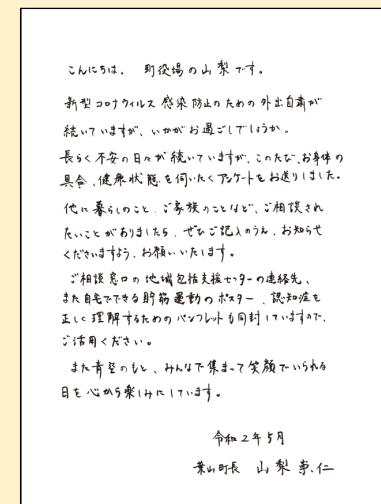 こんにちは。 町役場の山梨です。
新型コロナウィルス感染防止のための外出自粛が
続いていますが、いかがお過ごしでしょうか。
長らく不安の日々が続いていますが、このたび、お身体の
具合、健康状態を伺いたくアンケートをお送りしました。
他に暮らしのこと、ご家族のことなど、ご相談され
たいことがありましたら、ぜひご記入のうえ、お知らせ
くださいますよう、お願いいたします。
ご相談窓口の地域包括支援センターの連絡先、
また自宅でできる貯筋運動のポスター、認知症を
正しく理解するためのパンフレットも同封していますので、
ご活用ください。
また青空のもと、みんなで集まって笑顔でいられる
日を心から楽しみにしています。
令和2年5月
葉山町長 山梨崇仁